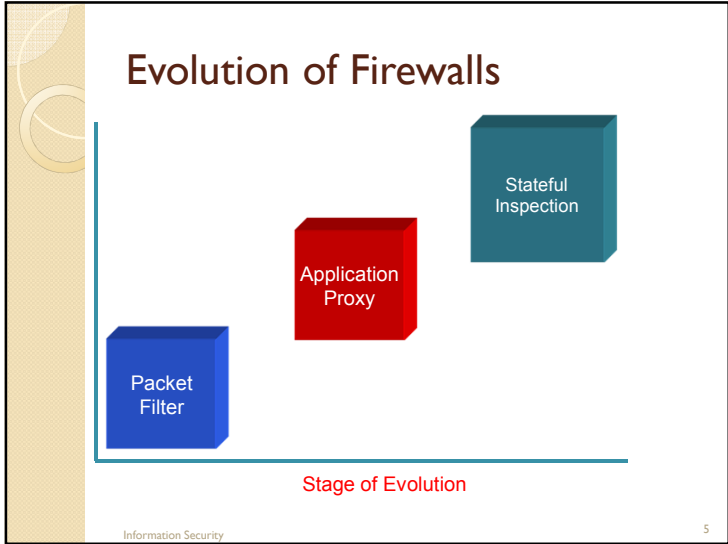 Evolution of Firewalls
Stateful
Inspection
Application
Proxy
Packet
Filter
Stage of Evolution
Information Security
5